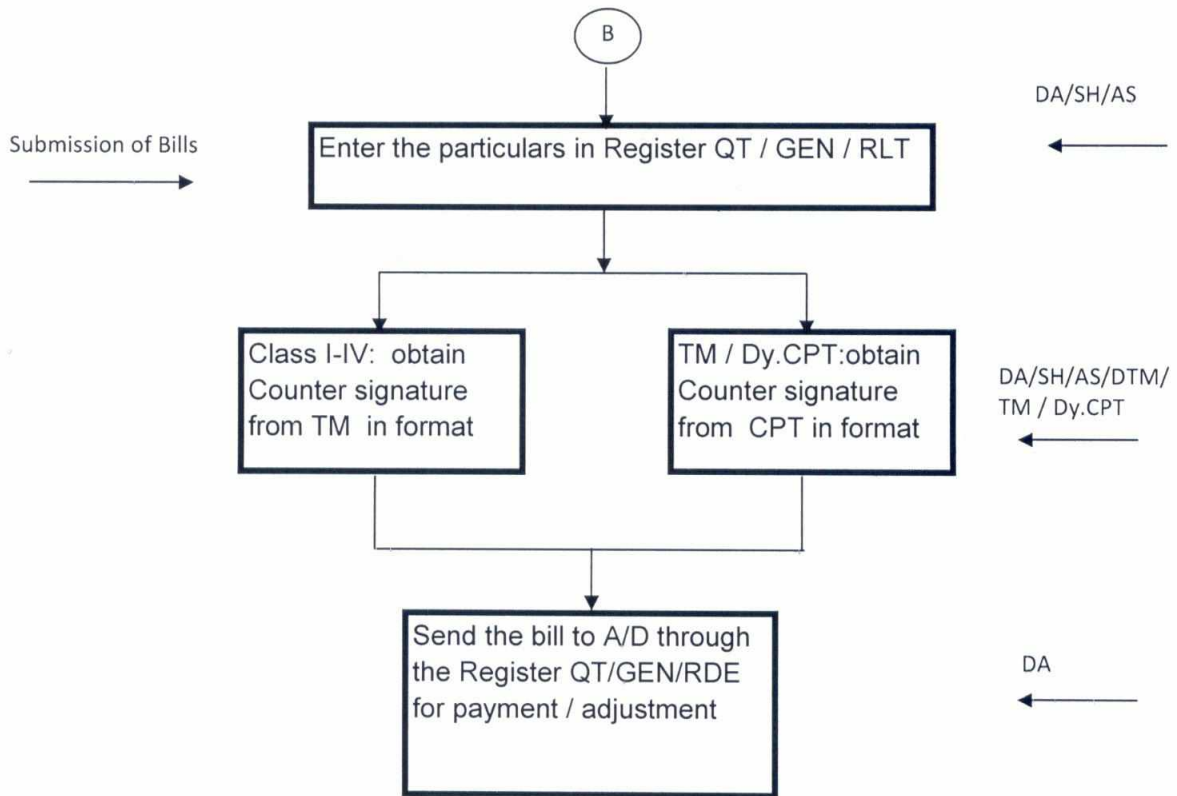 B
DA/SH/AS
Submission of Bills
Enter the particulars in Register QT / GEN / RLT
Class I-IV: obtain
Counter signature
from TM in format
TM / Dy.CPT:obtain
Counter signature
from CPT in format
DA/SH/AS/DTM/
TM / Dy.CPT
Send the bill to A/D through
the Register QT/GEN/RDE
for payment / adjustment
DA